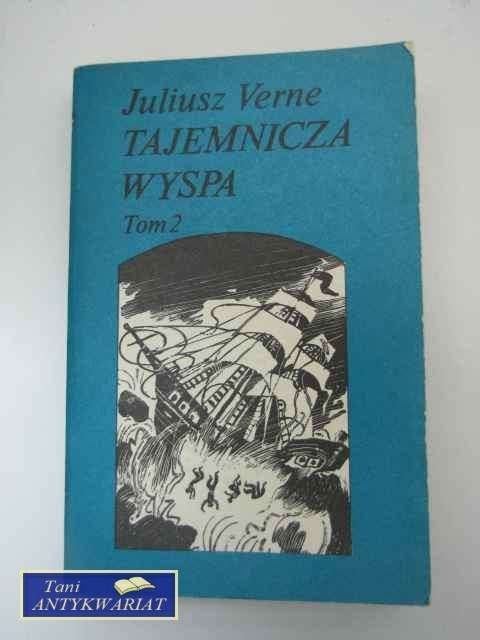 Juliusz Verne
TAJEMNICZA
WYSPA
Tom 2
Tani
ANTYKWARIAT